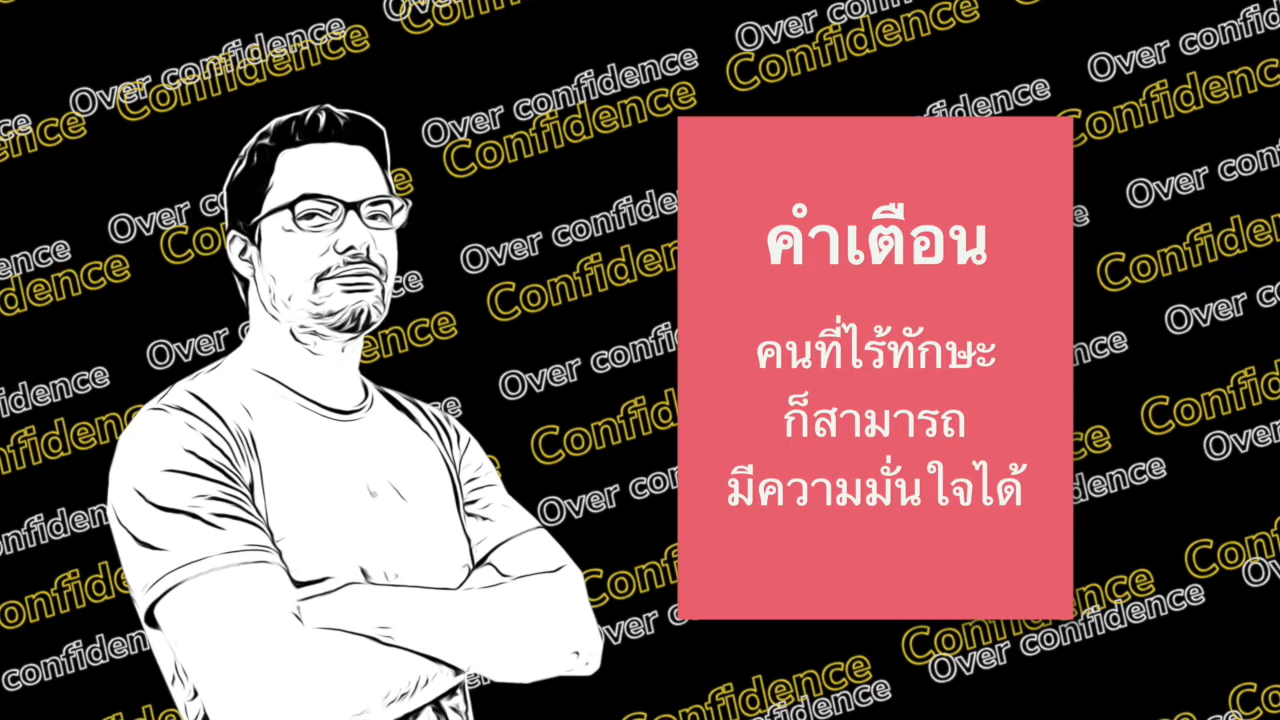 Over confidence
Confidence
คำเตือน
คนที่ไร้ทักษะ
ก็สามารถ
มีความมั่นใจได้